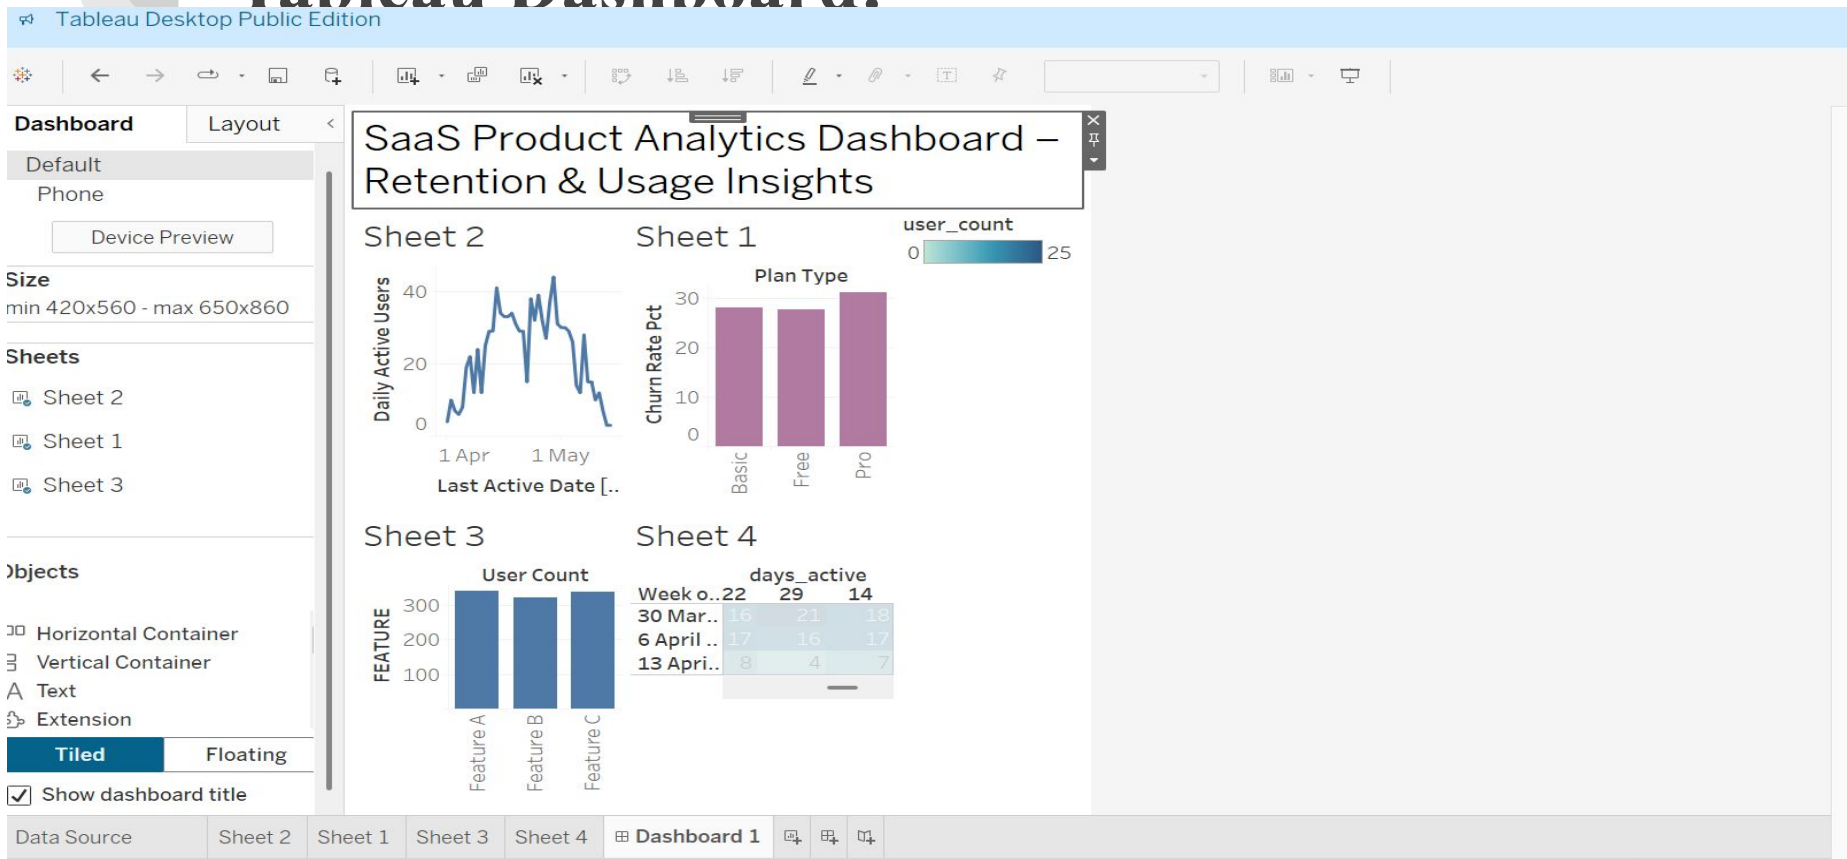 Tableau Dashboard:
Tableau Desktop Public Edition
Dashboard
Layout
Default
Phone
Device Preview
Size
min 420x560 - max 650x860
Sheets
Sheet 2
Sheet 1
Sheet 3
Objects
Horizontal Container
Vertical Container
A Text
Extension
Tiled
Floating
Show dashboard title
SaaS Product Analytics Dashboard –
Retention & Usage Insights
Sheet 2
Daily Active Users
40
20
0
1 Apr 1 May
Last Active Date [..
Sheet 1
Plan Type
Churn Rate Pct
30
20
10
0
Basic
Free
Pro
user_count
0 25
Sheet 3
User Count
FEATURE
300
200
100
Feature A
Feature B
Feature C
Sheet 4
days_active
Week o.. 22 29 14
30 Mar.. 16 21 18
6 April .. 17 16 17
13 Apri.. 8 4 7
Data Source Sheet 2 Sheet 1 Sheet 3 Sheet 4 Dashboard 1